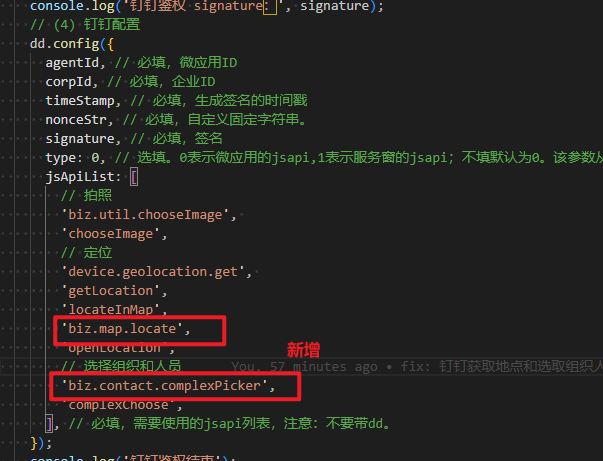 console.log('钉钉鉴权 signature：', signature);
// (4) 钉钉配置
dd.config({
agentId, // 必填，微应用ID
corpId, // 必填，企业ID
timeStamp, // 必填，生成签名的时间戳
nonceStr, // 必填，自定义固定字符串。
signature, // 必填，签名
type: 0, // 选填。0表示微应用的jsapi,1表示服务窗的jsapi；不填默认为0。该参数从
jsApiList: [
// 拍照
'biz.util.chooseImage',
'chooseImage',
// 定位
'device.geolocation.get',
'getLocation',
'locateInMap',
'biz.map.locate',
'openLocation',
新增
// 选择组织和人员 You, 57 minutes ago • fix: 钉钉获取地点和选取组织人
'biz.contact.complexPicker',
'complexChoose',
], // 必填，需要使用的jsapi列表，注意：不要带dd。
});
console.log('钉钉鉴权结束');